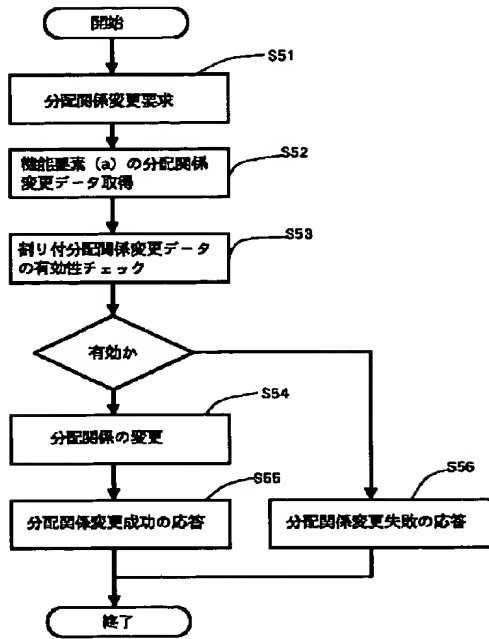 開始
S51
分配関係変更要求
S52
機能要素（a）の分配関係
変更データ取得
S53
割り付分配関係変更データ
の有効性チェック
有効か
S54
分配関係の変更
S55
分配関係変更成功の応答
S56
分配関係変更失敗の応答
終了